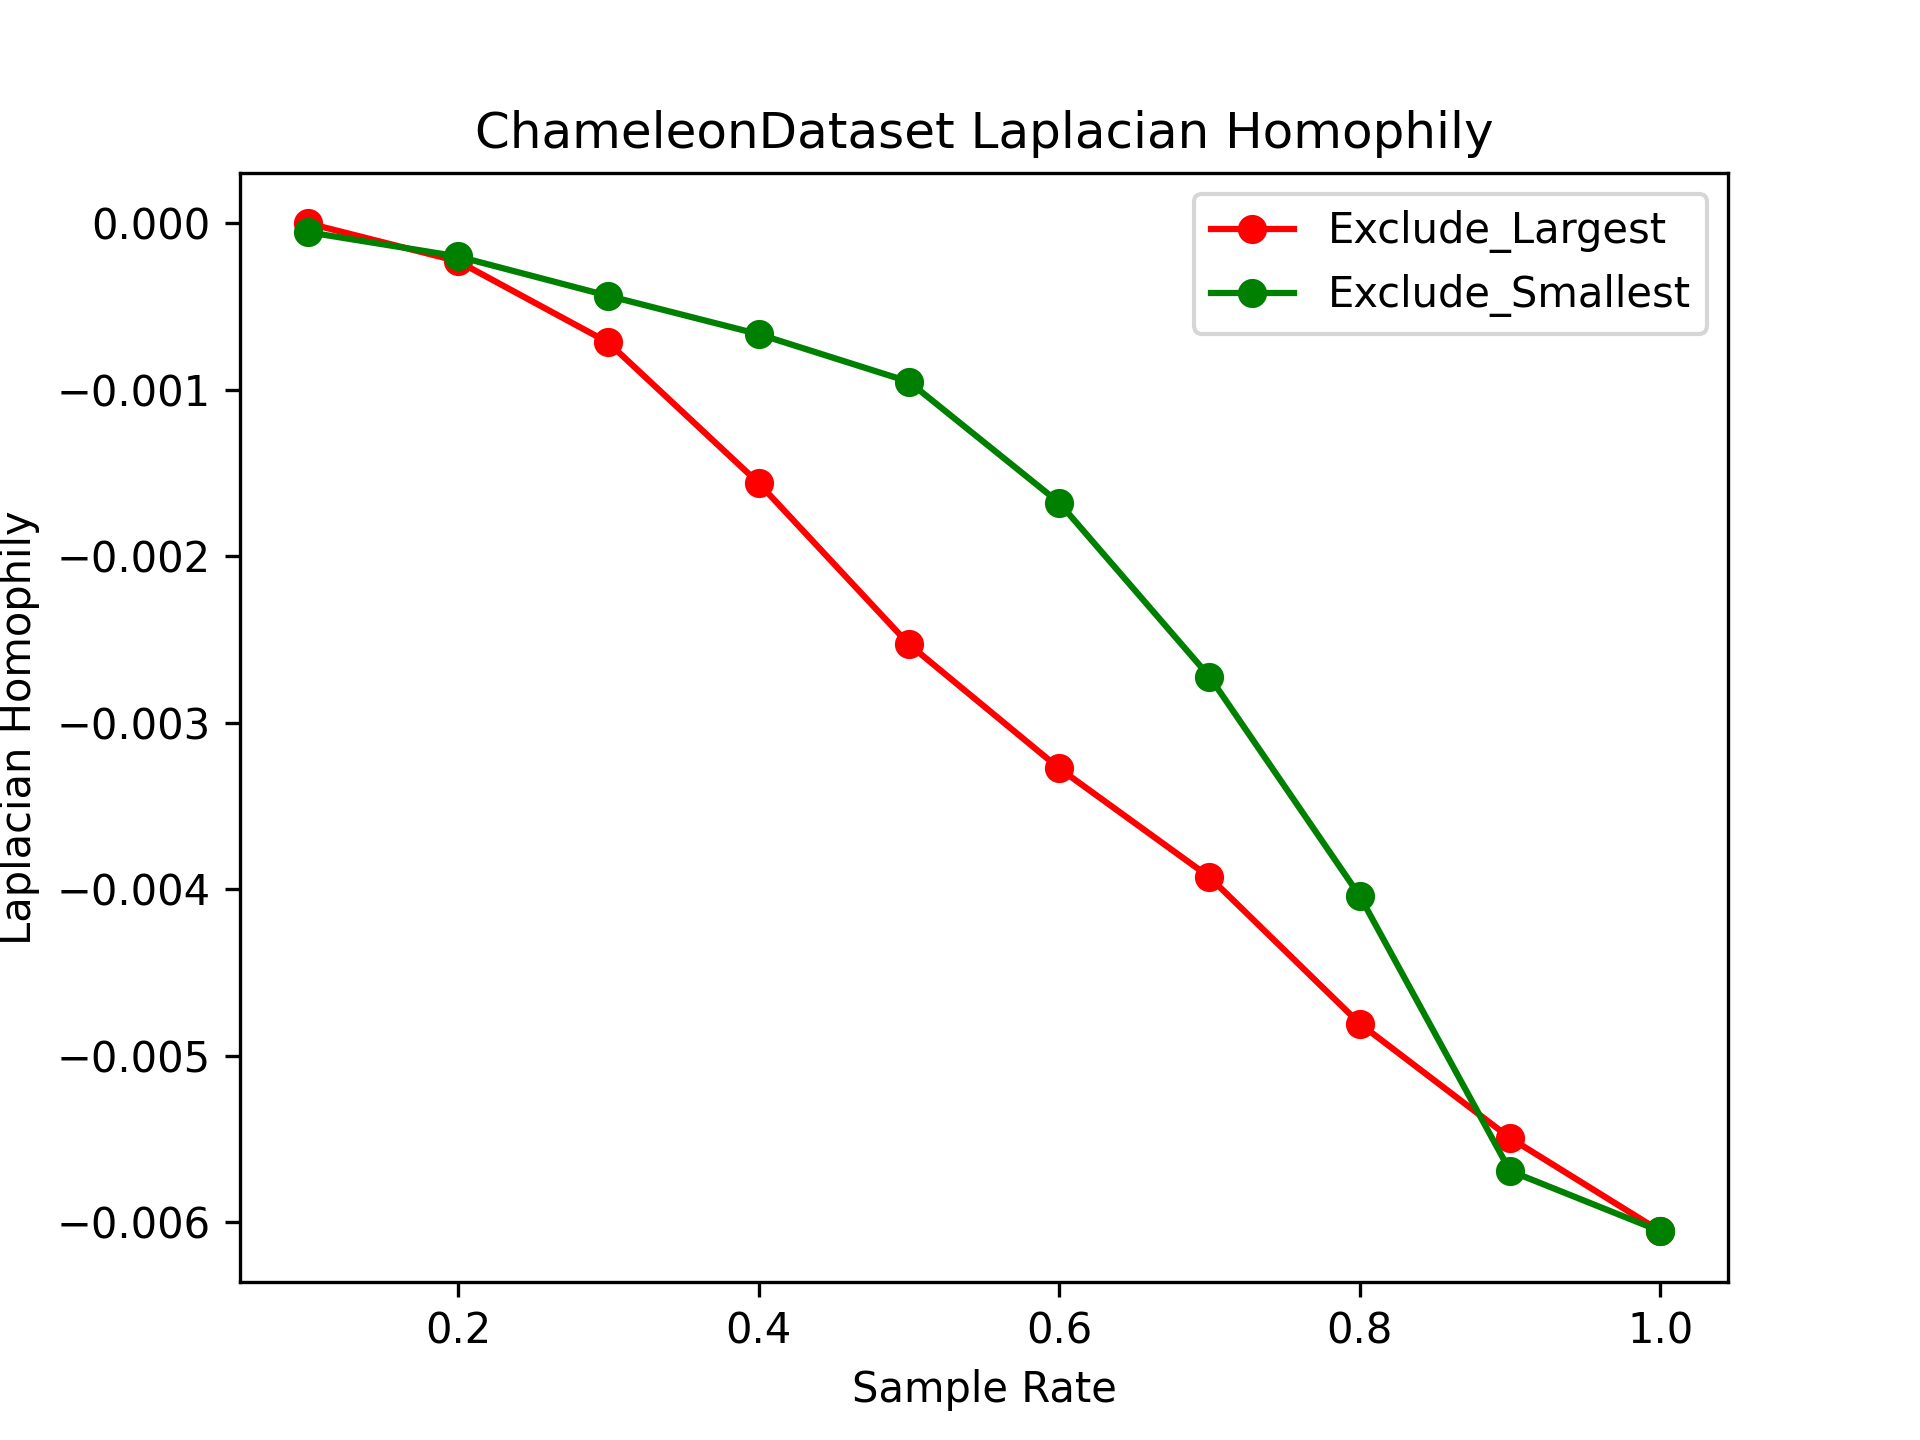 ChameleonDataset Laplacian Homophily
Exclude_Largest
Exclude_Smallest
Laplacian Homophily
0.000
−0.001
−0.002
−0.003
−0.004
−0.005
−0.006
0.2
0.4
0.6
0.8
1.0
Sample Rate